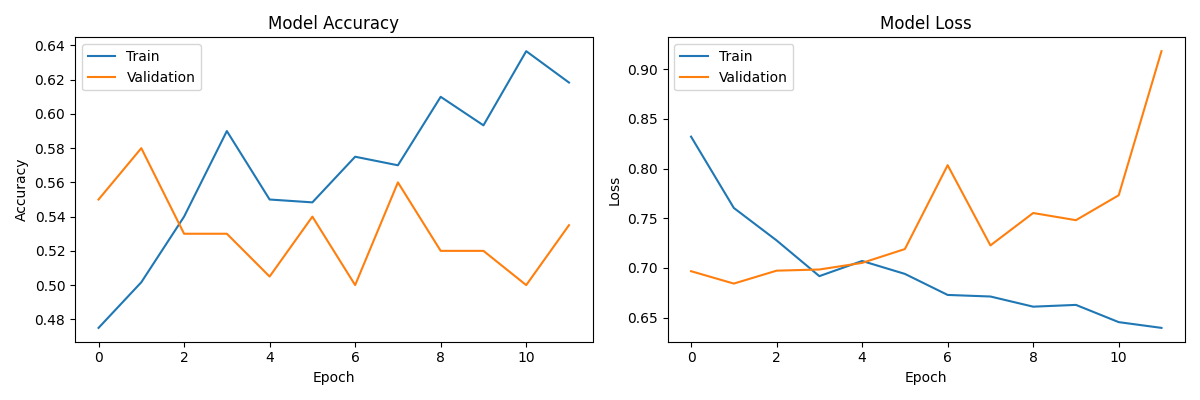 Model Accuracy
Train
Validation
0.64
0.62
0.60
0.58
0.56
0.54
0.52
0.50
0.48
Accuracy
0 2 4 6 8 10
Epoch
Model Loss
Train
Validation
0.90
0.85
0.80
0.75
0.70
0.65
Loss
0 2 4 6 8 10
Epoch